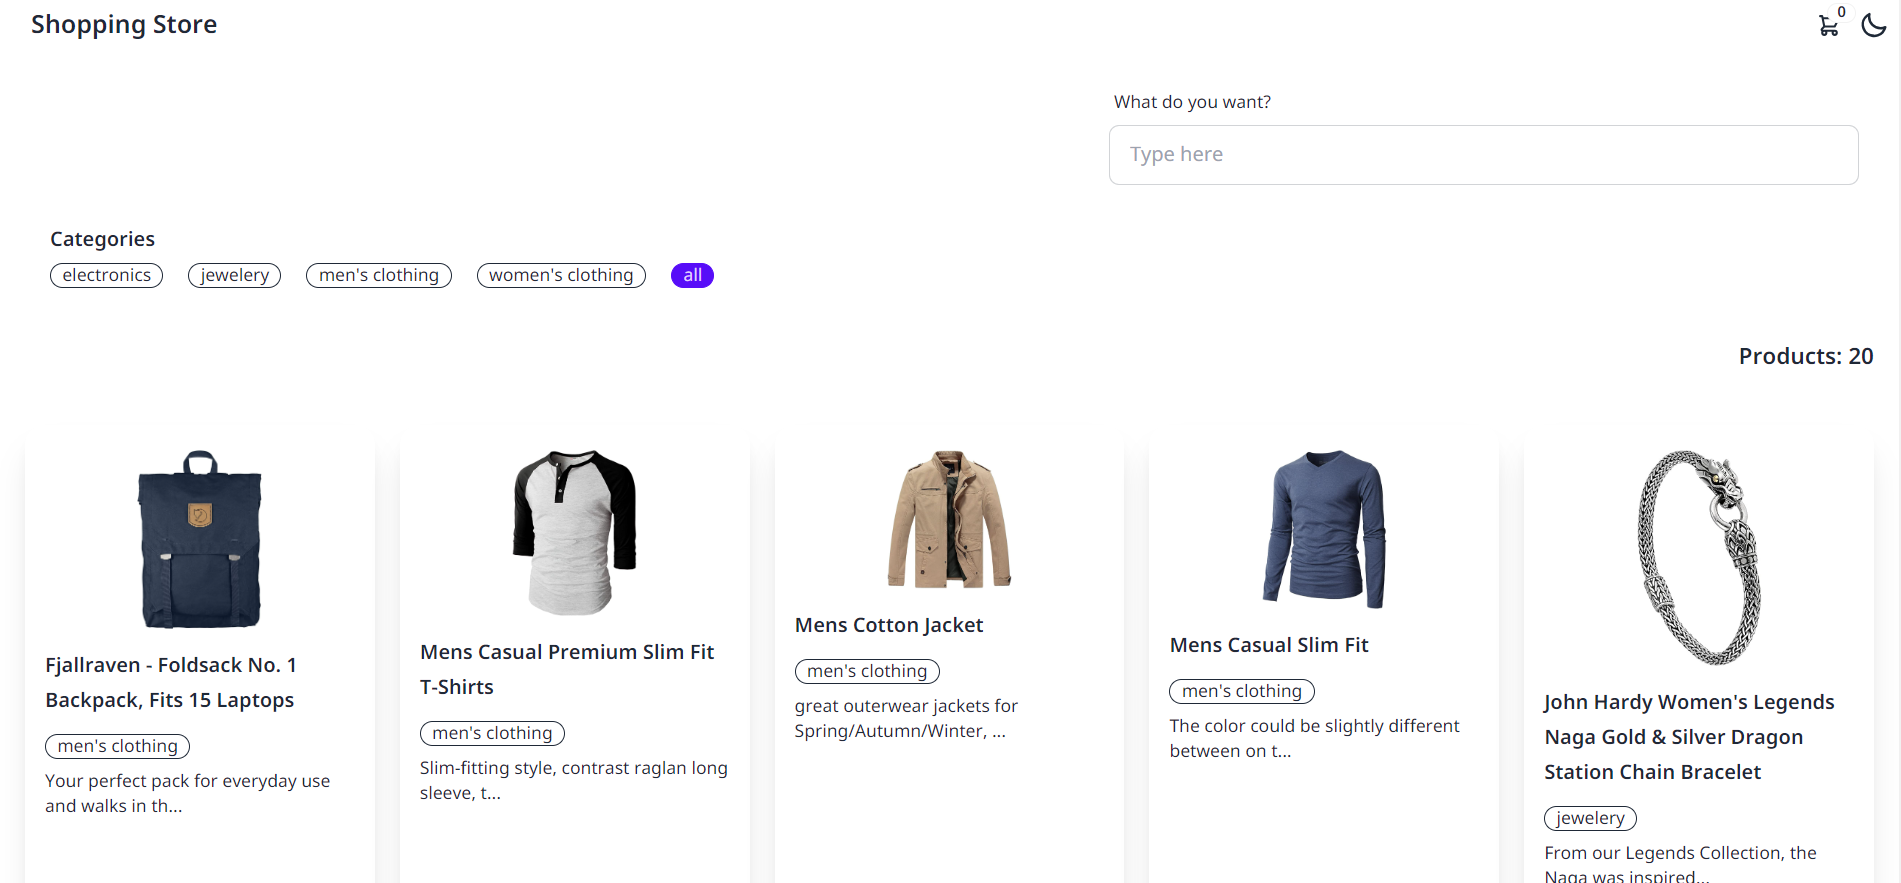 Shopping Store
0
What do you want?
Type here
Categories
electronics
jewelery
men's clothing
women's clothing
all
Products: 20
Fjallraven - Foldsack No. 1
Backpack, Fits 15 Laptops
men's clothing
Your perfect pack for everyday use
and walks in th...
Mens Casual Premium Slim Fit
T-Shirts
men's clothing
Slim-fitting style, contrast raglan long
sleeve, t...
Mens Cotton Jacket
men's clothing
great outerwear jackets for
Spring/Autumn/Winter, ...
Mens Casual Slim Fit
men's clothing
The color could be slightly different
between on t...
John Hardy Women's Legends
Naga Gold & Silver Dragon
Station Chain Bracelet
jewelery
From our Legends Collection, the
Naga was inspired...